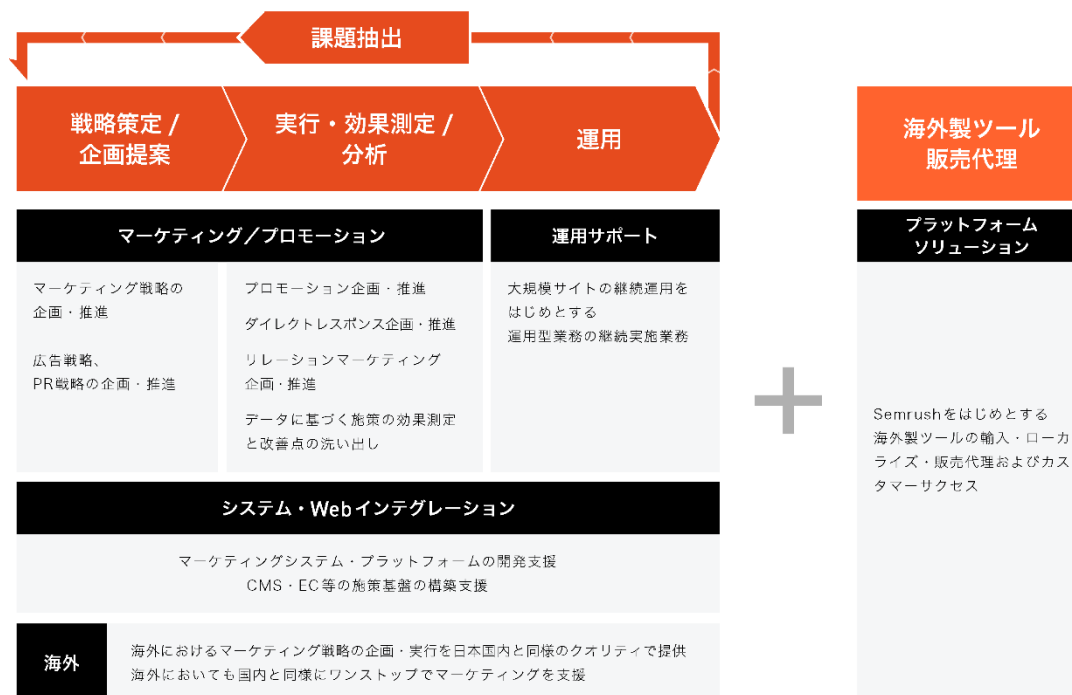 課題抽出
戦略策定 /
企画提案
実行・効果測定 /
分析
運用
マーケティング／プロモーション
運用サポート
マーケティング戦略の
企画・推進
広告戦略、
PR戦略の企画・推進
プロモーション企画・推進
ダイレクトレスポンス企画・推進
リレーションマーケティング
企画・推進
データに基づく施策の効果測定
と改善点の洗い出し
大規模サイトの継続運用を
はじめとする
運用型業務の継続実施業務
システム・Webインテグレーション
マーケティングシステム・プラットフォームの開発支援
CMS・EC等の施策基盤の構築支援
海外
海外におけるマーケティング戦略の企画・実行を日本国内と同様のクオリティで提供
海外においても国内と同様にワンストップでマーケティングを支援
+
海外製ツール
販売代理
プラットフォーム
ソリューション
Semrushをはじめとする
海外製ツールの輸入・ローカ
ライズ・販売代理およびカス
タマーサクセス